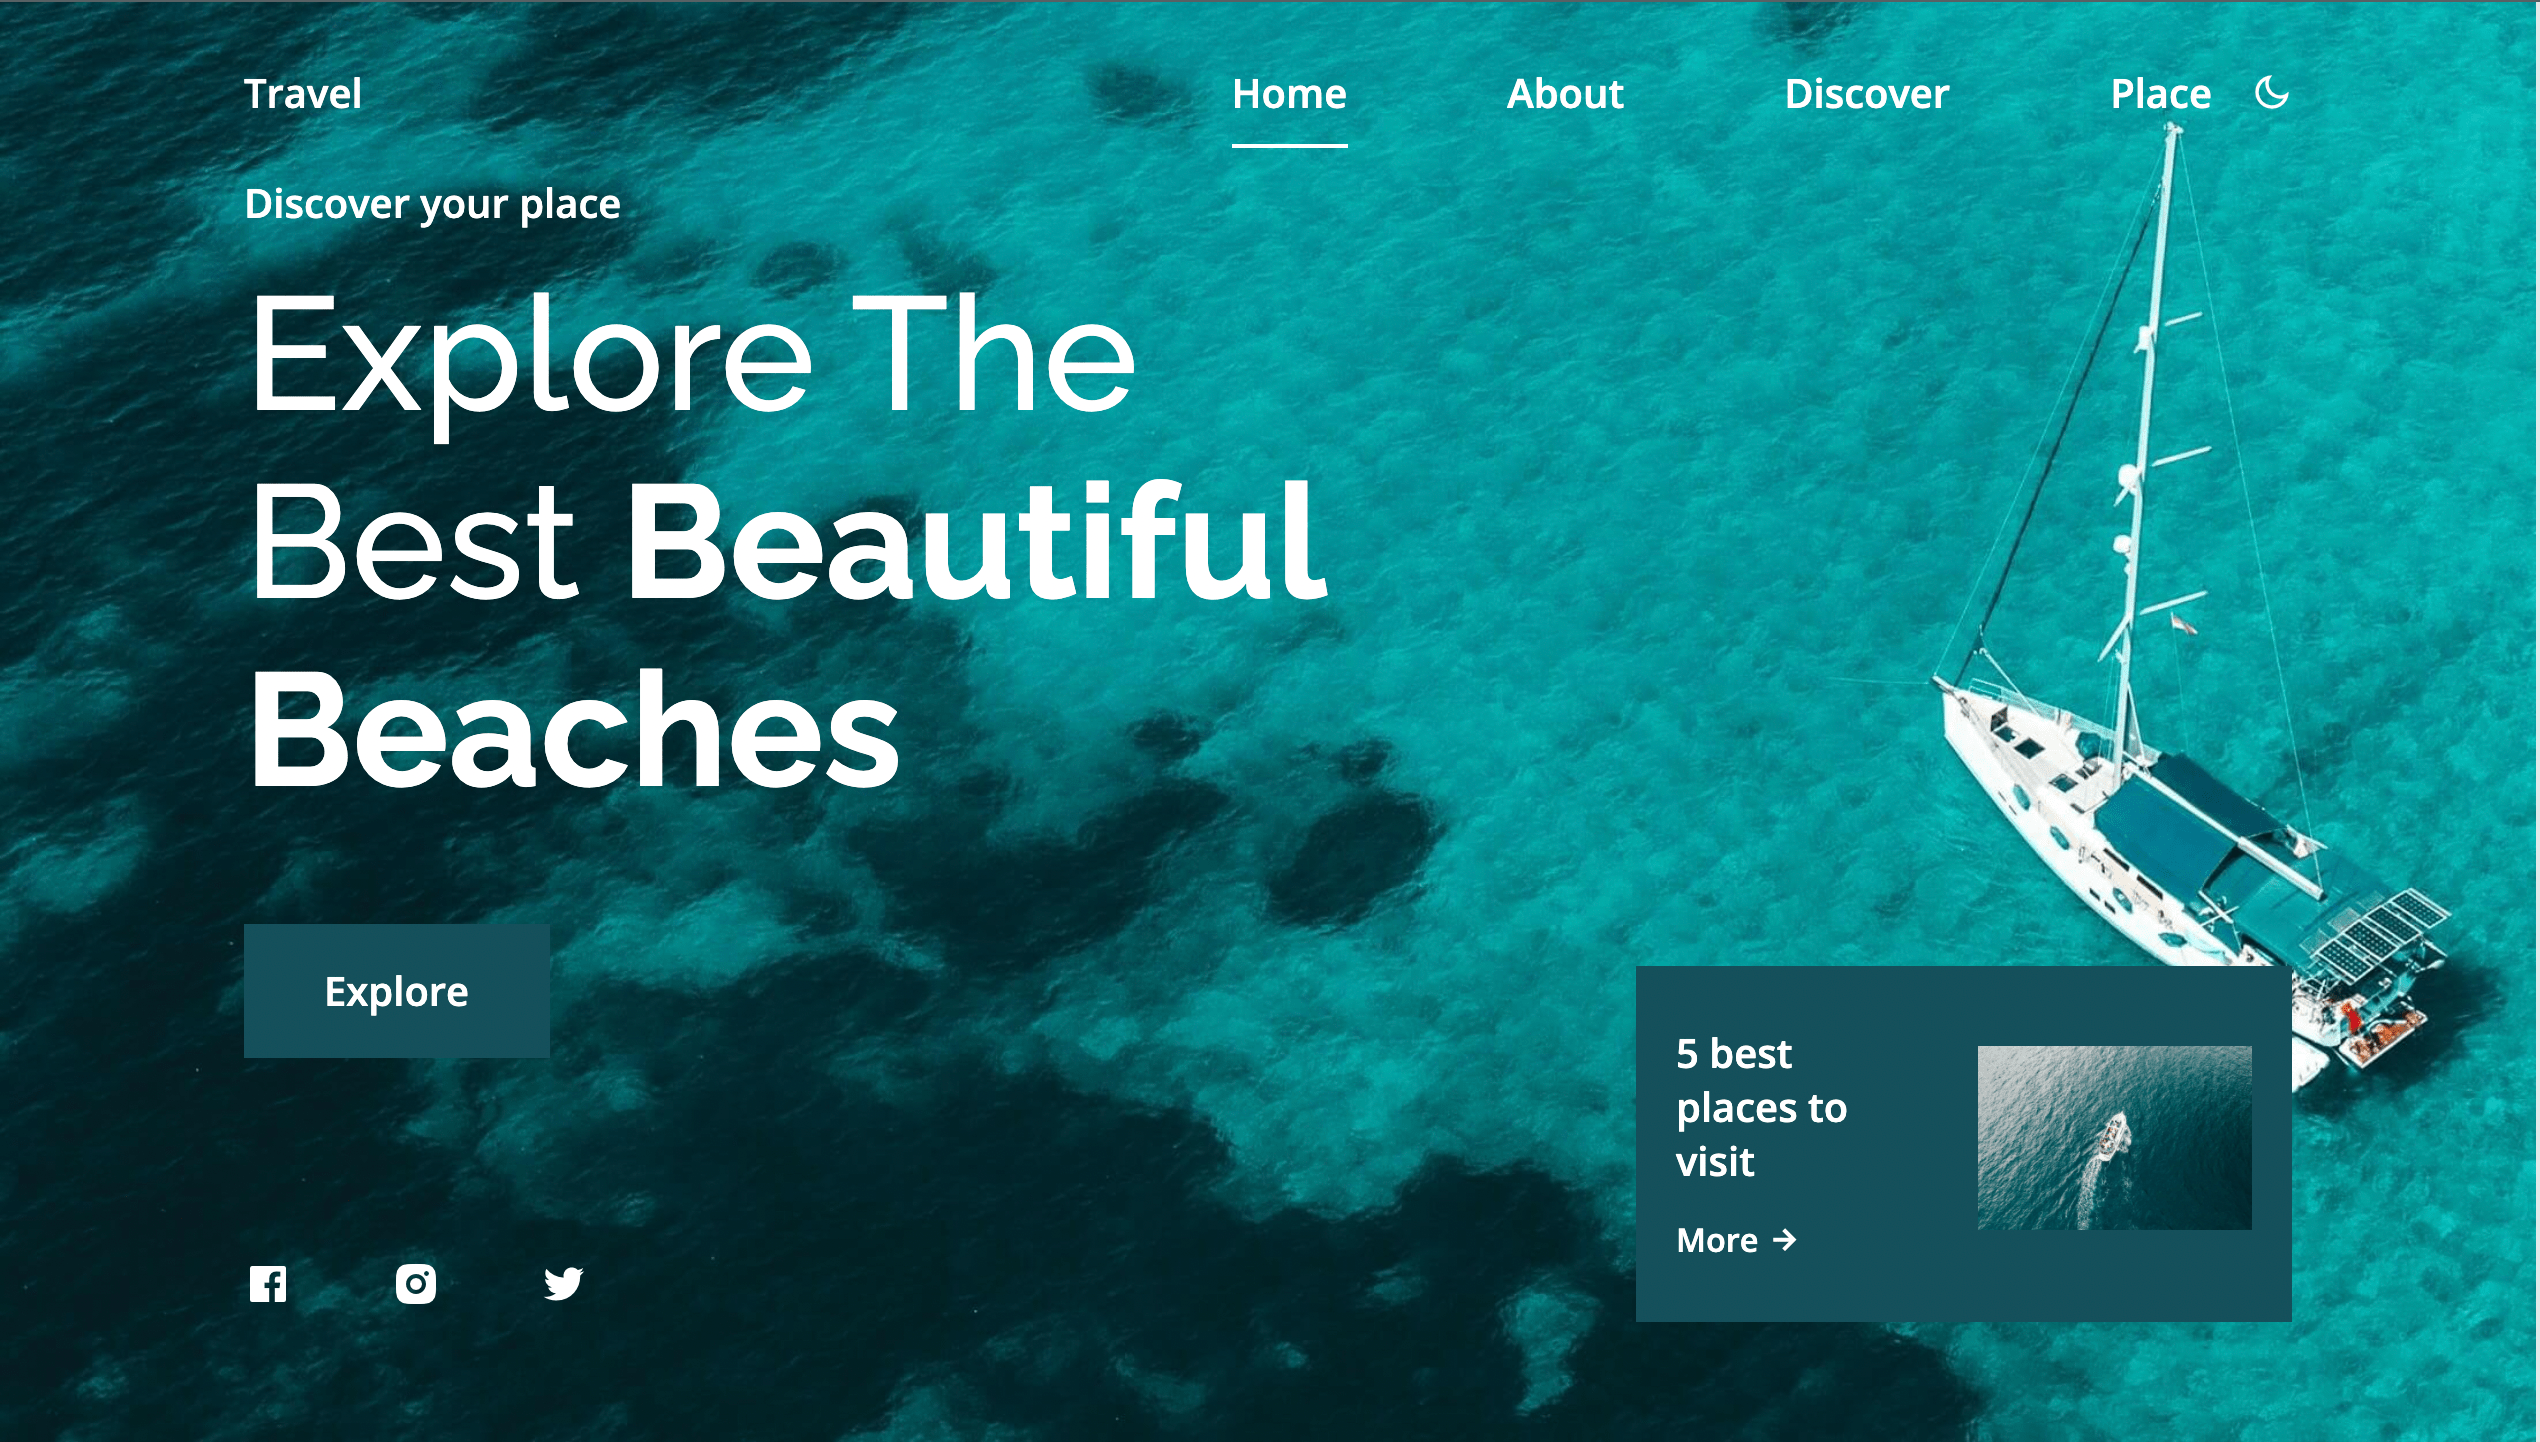 Travel
Home
About
Discover
Place
Discover your place
Explore The
Best Beautiful
Beaches
Explore
5 best
places to
visit
More